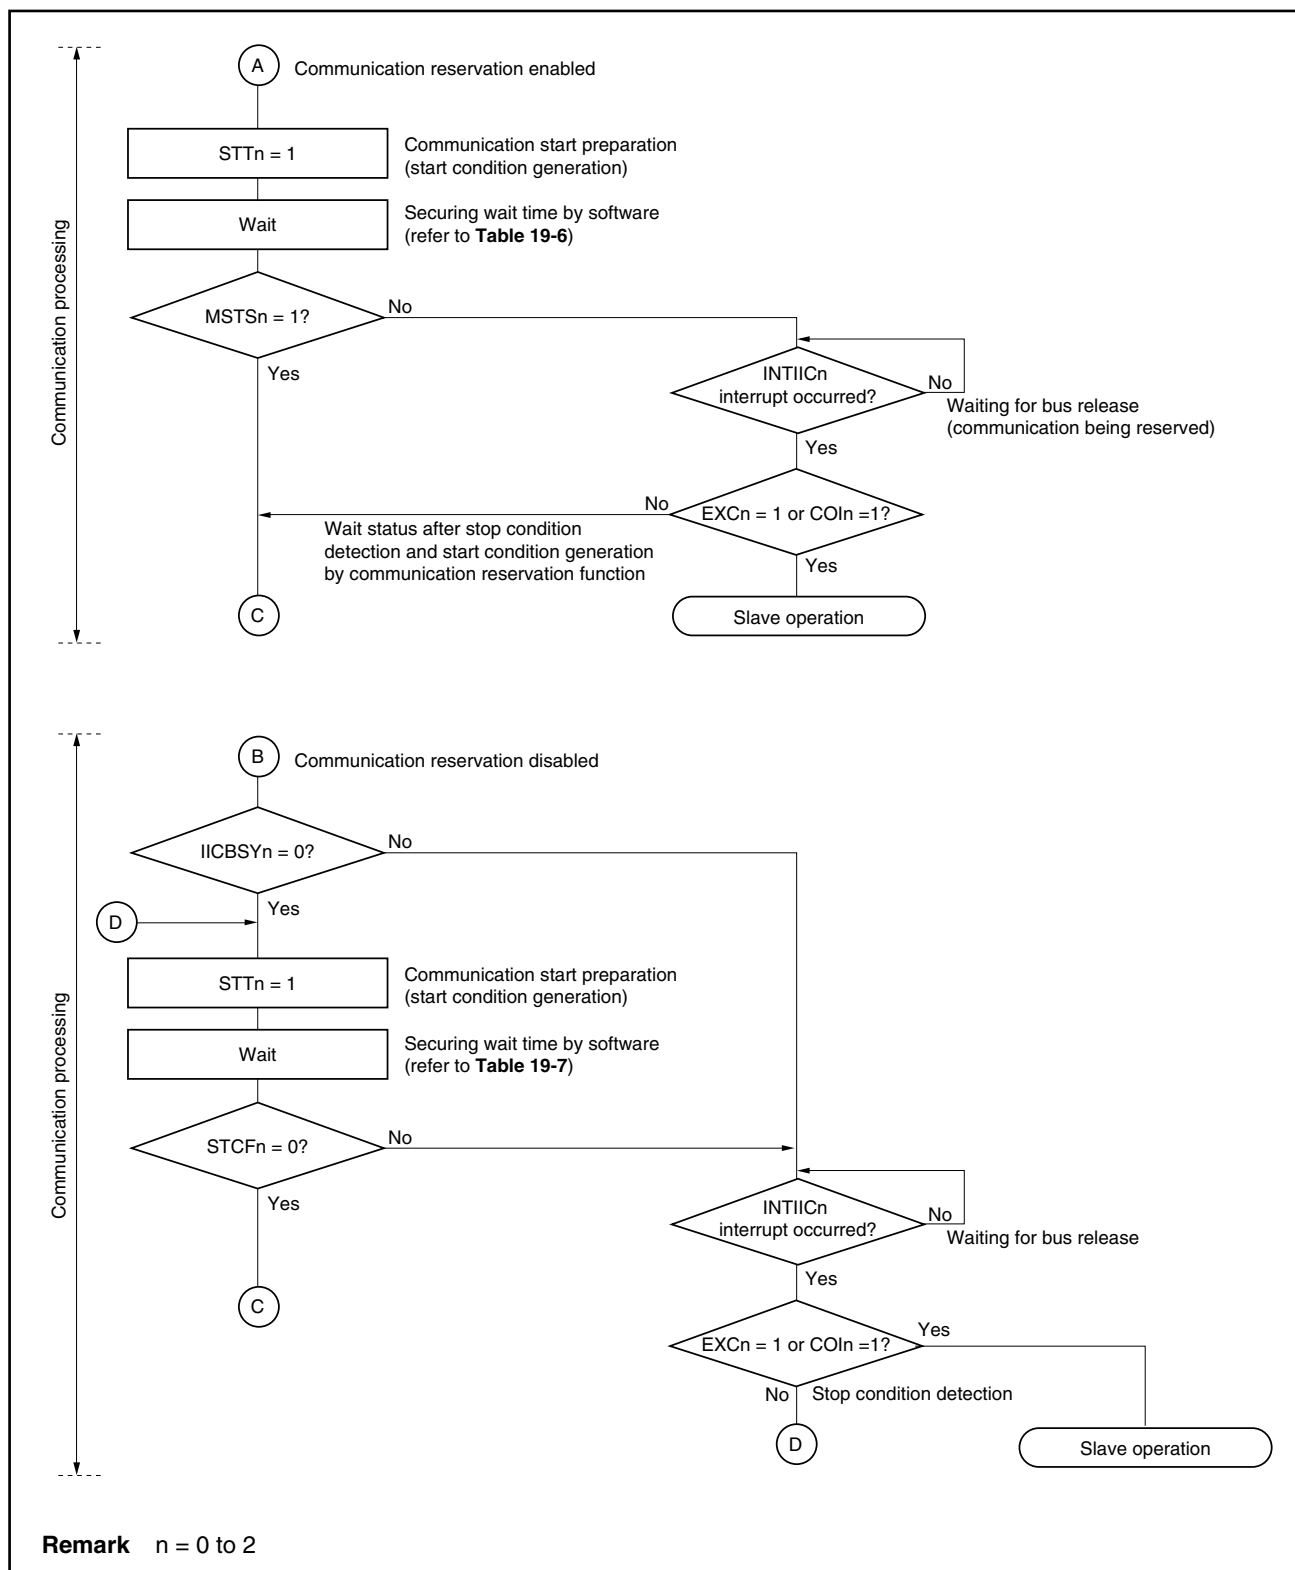 A
Communication reservation enabled
STTn = 1
Communication start preparation
(start condition generation)
Wait
Securing wait time by software
(refer to Table 19-6)
Communication processing
MSTSn = 1?
No
Yes
INTIICn
interrupt occurred?
No
Waiting for bus release
(communication being reserved)
Yes
EXCn = 1 or COIn =1?
No
Wait status after stop condition
detection and start condition generation
by communication reservation function
Yes
C
Slave operation
B
Communication reservation disabled
IICBSYn = 0?
No
Yes
D
STTn = 1
Communication start preparation
(start condition generation)
Wait
Securing wait time by software
(refer to Table 19-7)
Communication processing
STCFn = 0?
No
Yes
INTIICn
interrupt occurred?
No
Waiting for bus release
Yes
C
EXCn = 1 or COIn =1?
Yes
No
Stop condition detection
D
Slave operation
Remark n = 0 to 2